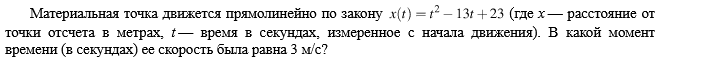 Материальная точка движется прямолинейно по закону x(t) = t² − 13t + 23 (где x — расстояние от
точки отсчета в метрах, t — время в секундах, измеренное с начала движения). В какой момент
времени (в секундах) ее скорость была равна 3 м/с?